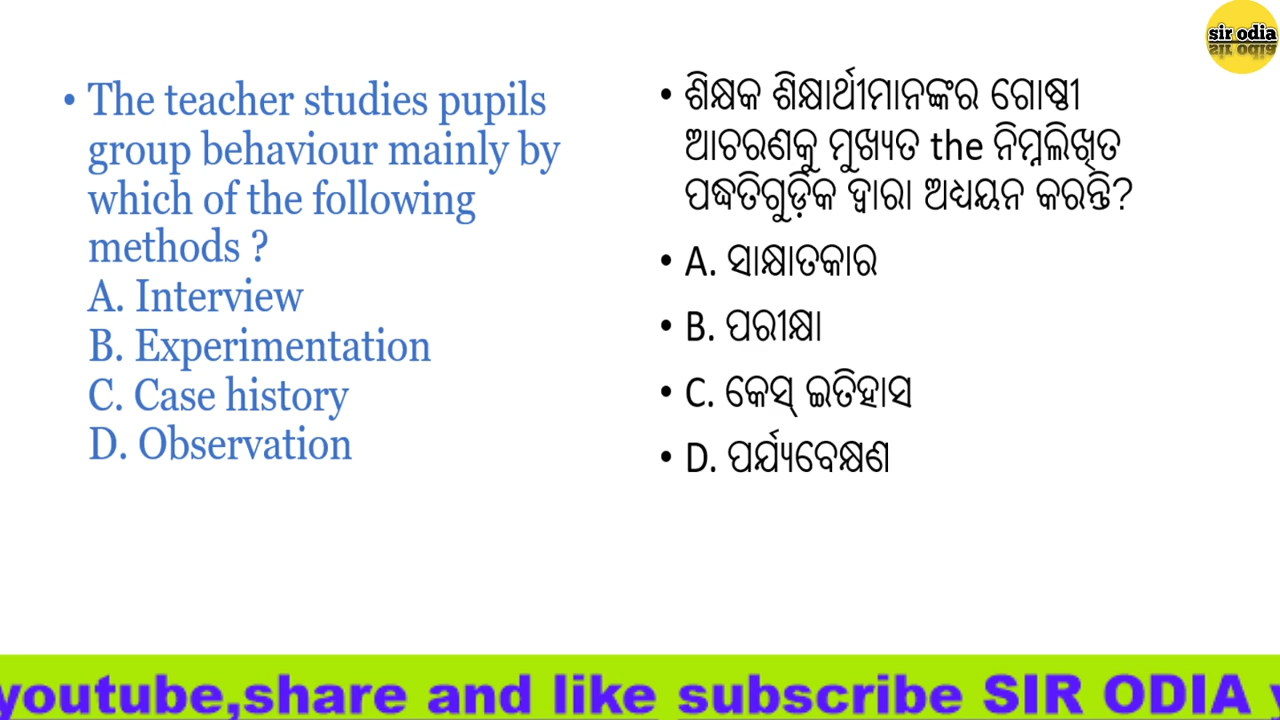 sir odia
• The teacher studies pupils
group behaviour mainly by
which of the following
methods ?
A. Interview
B. Experimentation
C. Case history
D. Observation
• ଶିକ୍ଷକ ଶିକ୍ଷାର୍ଥୀମାନଙ୍କର ଗୋଷ୍ଠୀ
ଆଚରଣକୁ ମୁଖ୍ୟତ the ନିମ୍ନଲିଖିତ
ପଦ୍ଧତିଗୁଡ଼ିକ ଦ୍ୱାରା ଅଧ୍ୟୟନ କରନ୍ତି?
• A. ସାକ୍ଷାତକାର
• B. ପରୀକ୍ଷା
• C. କେସ୍ ଇତିହାସ
• D. ପର୍ଯ୍ୟବେକ୍ଷଣ
youtube,share and like subscribe SIR ODIA